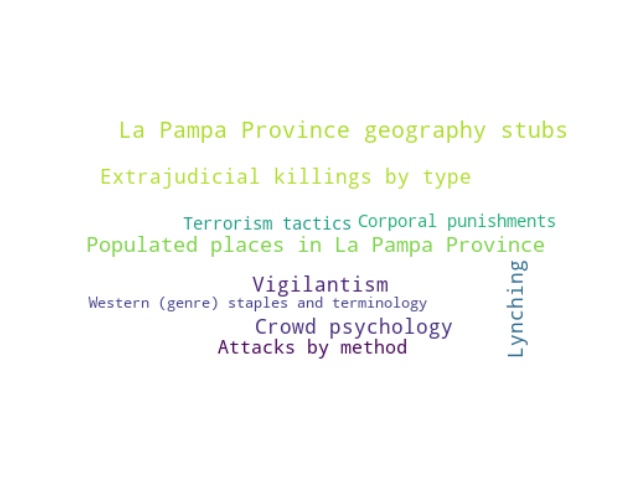 La Pampa Province geography stubs
Extrajudicial killings by type
Terrorism tactics
Corporal punishments
Populated places in La Pampa Province
Vigilantism
Western (genre) staples and terminology
Crowd psychology
Attacks by method
Lynching